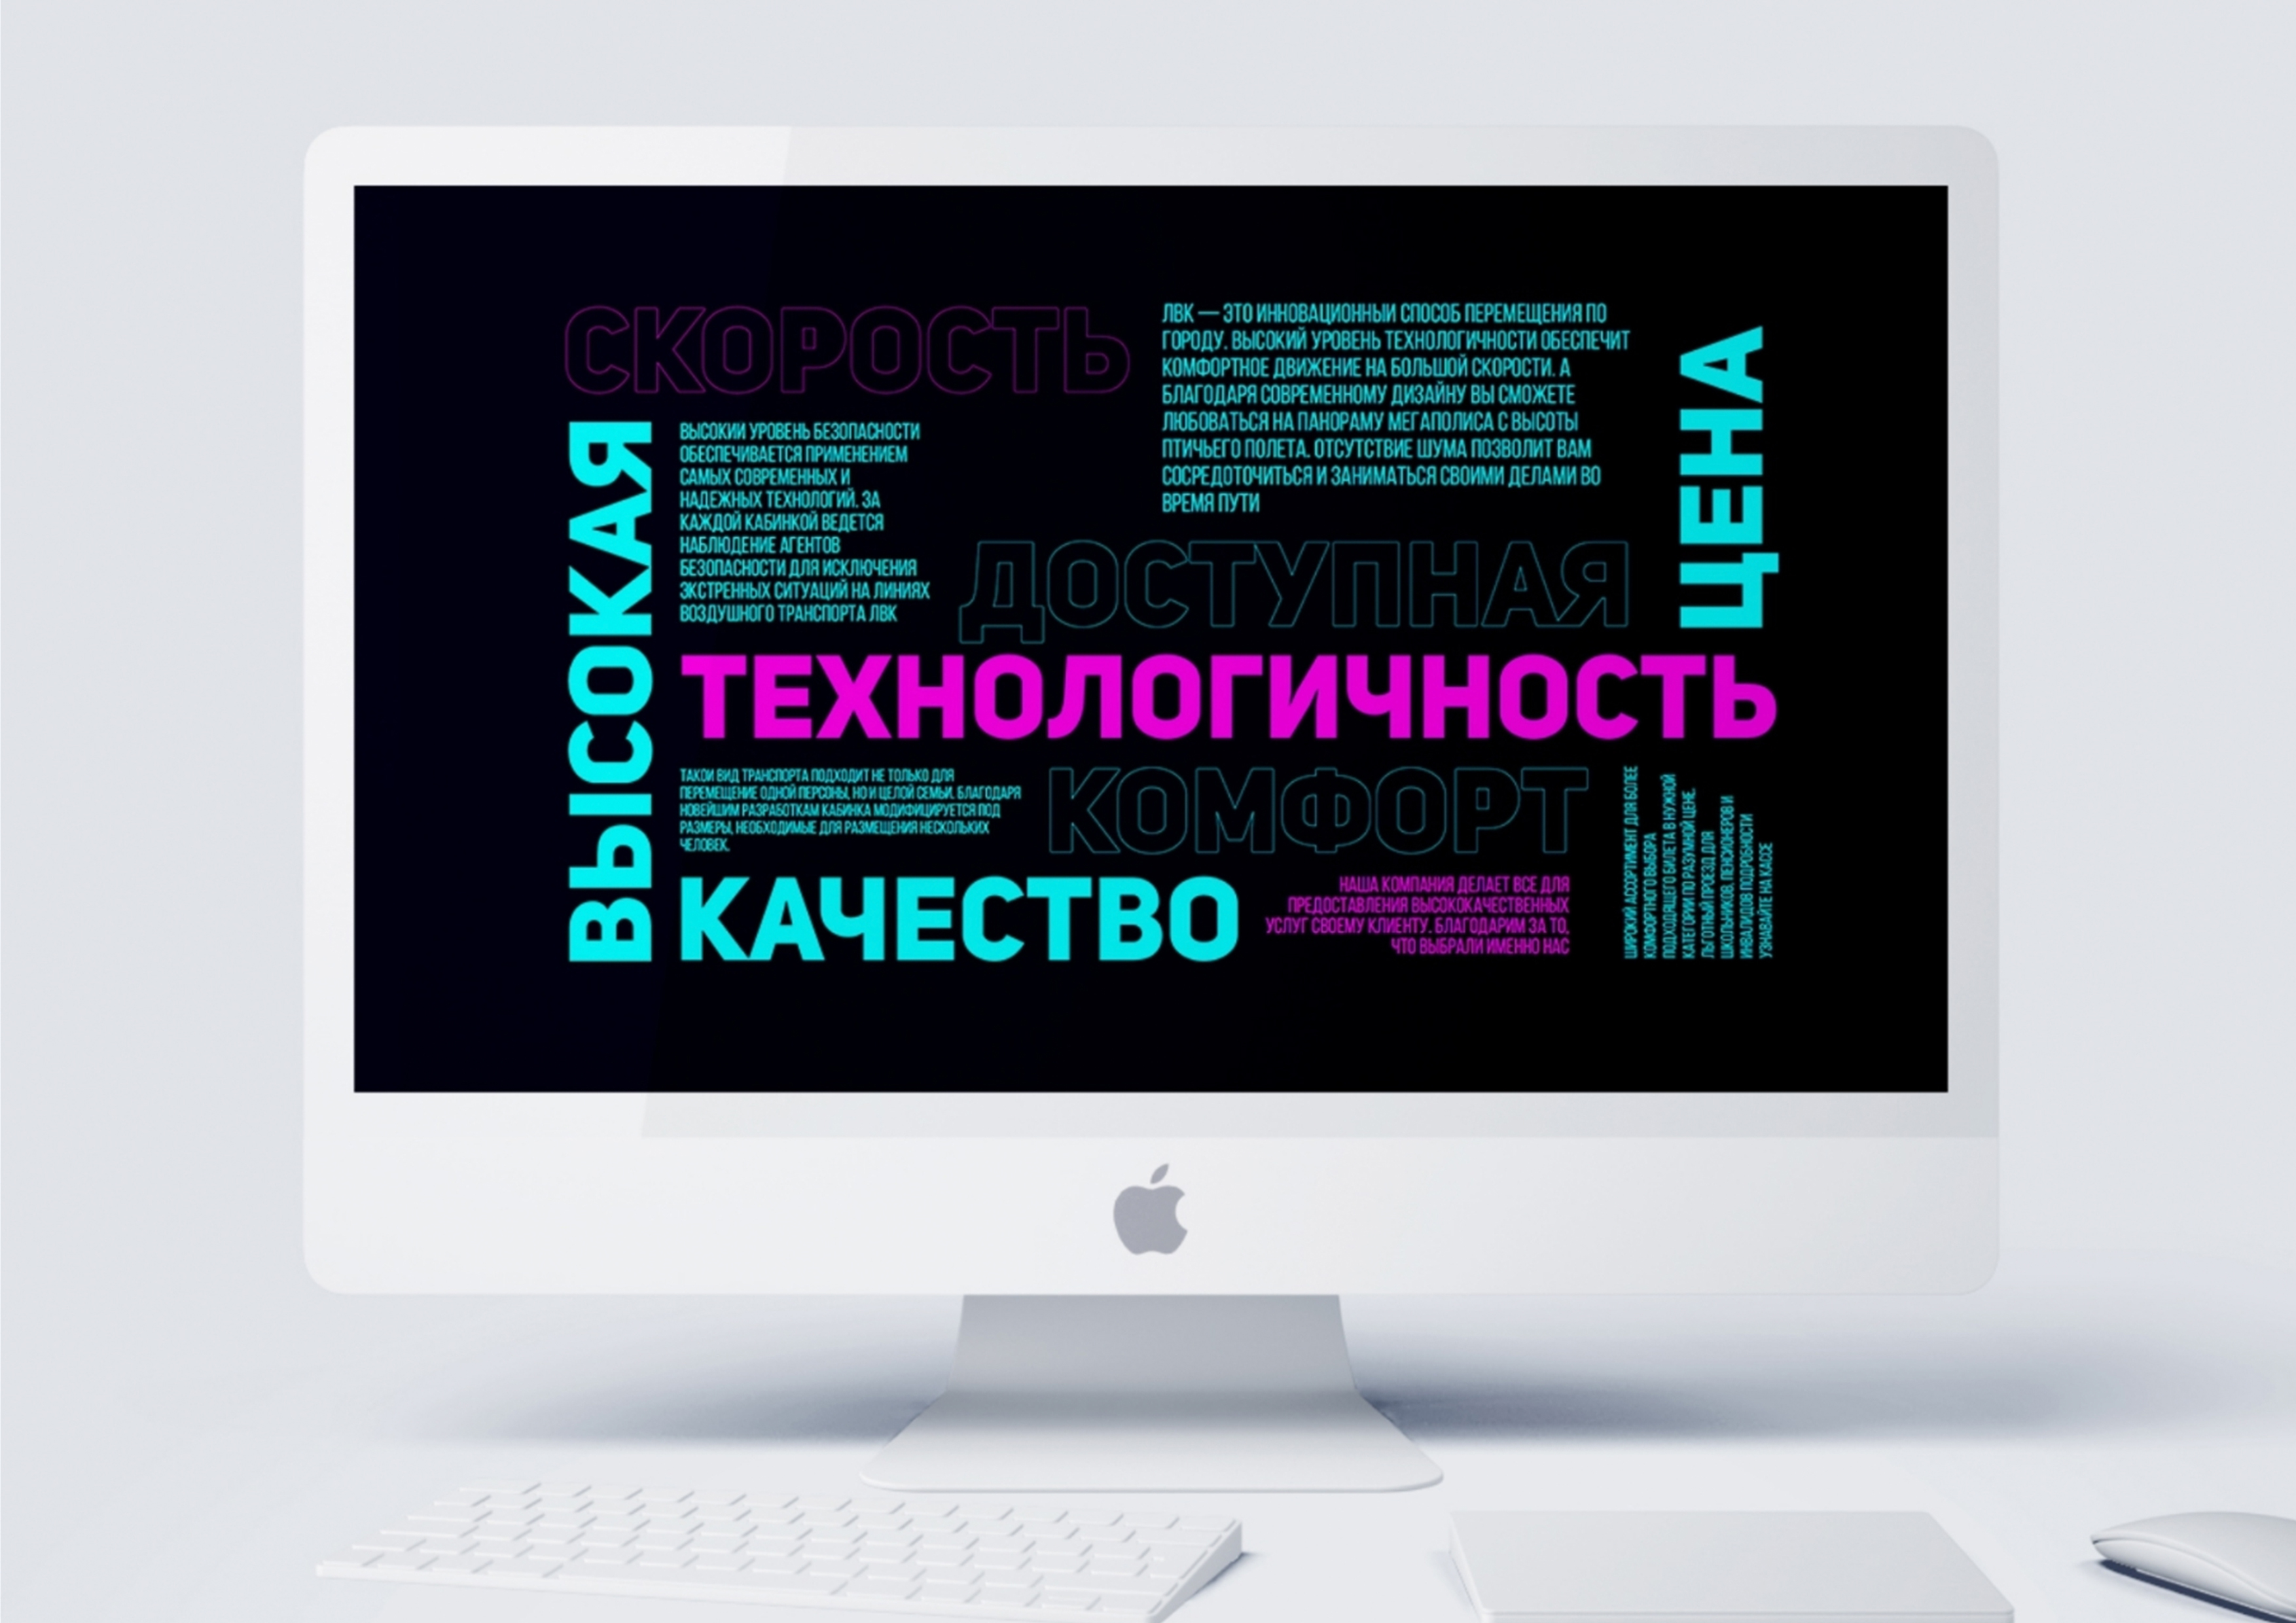 СКОРОСТЬ
ЛВК — ЭТО ИННОВАЦИОННЫИ СПОСОБ ПЕРЕМЕЩЕНИЯ ПО
ГОРОДУ. ВЫСОКИЙ УРОВЕНЬ ТЕХНОЛОГИЧНОСТИ ОБЕСПЕЧИТ
КОМФОРТНОЕ ДВИЖЕНИЕ НА БОЛЬШОЙ СКОРОСТИ. А
БЛАГОДАРЯ СОВРЕМЕННОМУ ДИЗАЙНУ ВЫ СМОЖЕТЕ
ЛЮБОВАТЬСЯ НА ПАНОРАМУ МЕГАПОЛИСА С ВЫСОТЫ
ПТИЧЬЕГО ПОЛЕТА. ОТСУТСТВИЕ ШУМА ПОЗВОЛИТ ВАМ
СОСРЕДОТОЧИТЬСЯ И ЗАНИМАТЬСЯ СВОИМИ ДЕЛАМИ ВО
ВРЕМЯ ПУТИ
ЦЕНА
ВЫСОКАЯ
ВЫСОКИИ УРОВЕНЬ БЕЗОПАСНОСТИ
ОБЕСПЕЧИВАЕТСЯ ПРИМЕНЕНИЕМ
САМЫХ СОВРЕМЕННЫХ И
НАДЕЖНЫХ ТЕХНОЛОГИЙ. ЗА
КАЖДОЙ КАБИНКОЙ ВЕДЕТСЯ
НАБЛЮДЕНИЕ АГЕНТОВ
БЕЗОПАСНОСТИ ДЛЯ ИСКЛЮЧЕНИЯ
ЭКСТРЕННЫХ СИТУАЦИЙ НА ЛИНИЯХ
ВОЗДУШНОГО ТРАНСПОРТА ЛВК
ДОСТУПНАЯ
ТЕХНОЛОГИЧНОСТЬ
ТАКОИ ВИД ТРАНСПОРТА ПОДХОДИТ НЕ ТОЛЬКО ДЛЯ
ПЕРЕМЕЩЕНИЕ ОДНОЙ ПЕРСОНЫ, НО И ЦЕЛОЙ СЕМЬИ. БЛАГОДАРЯ
НОВЕЙШИМ РАЗРАБОТКАМ КАБИНКА МОДИФИЦИРУЕТСЯ ПОД
РАЗМЕРЫ, НЕОБХОДИМЫЕ ДЛЯ РАЗМЕЩЕНИЯ НЕСКОЛЬКИХ
ЧЕЛОВЕК.
КОМФОРТ
КАЧЕСТВО
НАША КОМПАНИЯ ДЕЛАЕТ ВСЕ ДЛЯ
ПРЕДОСТАВЛЕНИЯ ВЫСОКОКАЧЕСТВЕННЫХ
УСЛУГ СВОЕМУ КЛИЕНТУ. БЛАГОДАРИМ ЗА ТО,
ЧТО ВЫБРАЛИ ИМЕННО НАС
ШИРОКИЙ АССОРТИМЕНТ ДЛЯ БОЛЕЕ
КОМФОРТНОГО ВЫБОРА
ПОДХОДЯЩЕГО БИЛЕТА В НУЖНОЙ
КАТЕГОРИИ ПО РАЗУМНОЙ ЦЕНЕ.
ЛЬГОТНЫЙ ПРОЕЗД ДЛЯ
ШКОЛЬНИКОВ, ПЕНСИОНЕРОВ И
ИНВАЛИДОВ ПОДРОБНОСТИ
УЗНАВАЙТЕ НА КАССЕ